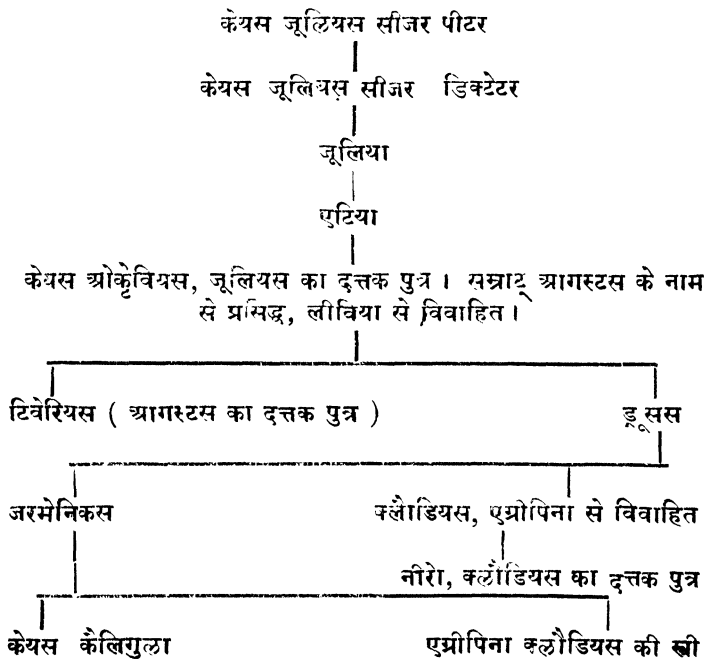 केयस जूलियस सीजर पीटर
केयस जूलियस सीजर डिक्टेटर
जूलिया
एटिया
केयस ओक्टेवियस, जूलियस का दत्तक पुत्र । सम्राट् आगस्टस के नाम
से प्रसिद्ध, लीविया से विवाहित ।
टिवेरियस ( आगस्टस का दत्तक पुत्र )	ड्रूसस
जरमेनिकस	क्लौडियस, एग्रीपिना से विवाहित
नीरो, क्लौडियस का दत्तक पुत्र
केयस कैलिगुला	एग्रीपिना क्लौडियस की स्त्री